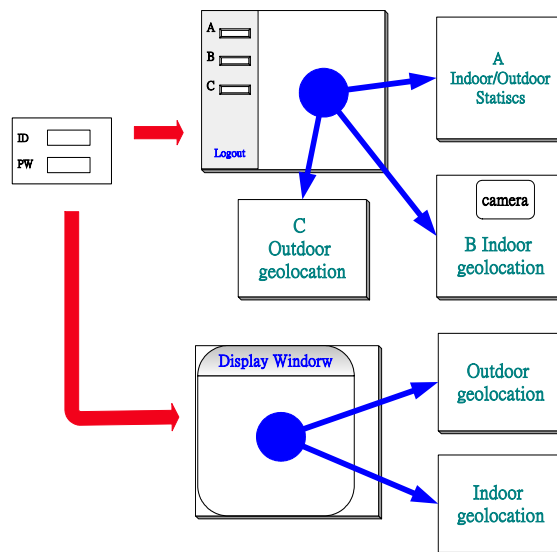 ID
PW
A
B
C
Logout
A
Indoor/Outdoor
Statiscs
camera
B Indoor
geolocation
C
Outdoor
geolocation
Display Windorw
Outdoor
geolocation
Indoor
geolocation